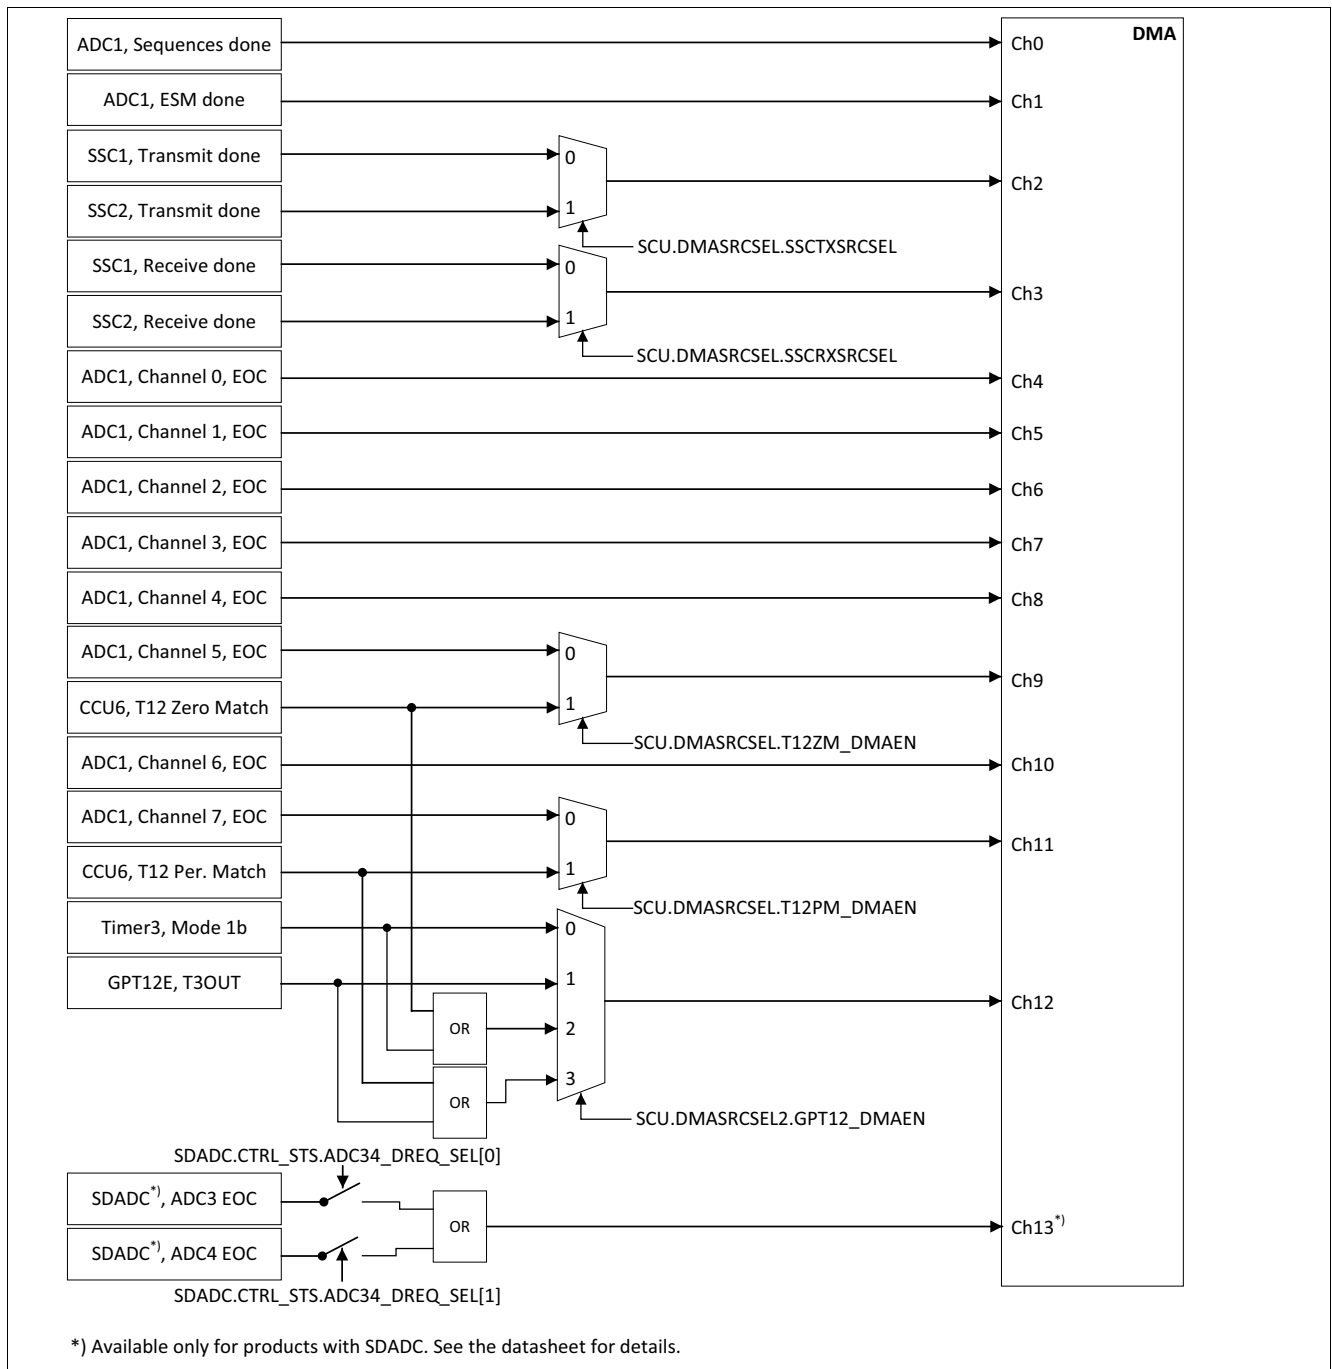 DMA
ADC1, Sequences done
Ch0
ADC1, ESM done
Ch1
SSC1, Transmit done
0
Ch2
SSC2, Transmit done
1
SCU.DMASRCSEL.SSCTXSRCSEL
SSC1, Receive done
0
Ch3
SSC2, Receive done
1
SCU.DMASRCSEL.SSCRXSRCSEL
ADC1, Channel 0, EOC
Ch4
ADC1, Channel 1, EOC
Ch5
ADC1, Channel 2, EOC
Ch6
ADC1, Channel 3, EOC
Ch7
ADC1, Channel 4, EOC
Ch8
ADC1, Channel 5, EOC
0
Ch9
CCU6, T12 Zero Match
1
SCU.DMASRCSEL.T12ZM_DMAEN
ADC1, Channel 6, EOC
Ch10
ADC1, Channel 7, EOC
0
Ch11
CCU6, T12 Per. Match
1
SCU.DMASRCSEL.T12PM_DMAEN
Timer3, Mode 1b
0
GPT12E, T3OUT
1
Ch12
OR
2
OR
3
SCU.DMASRCSEL2.GPT12_DMAEN
SDADC.CTRL_STS.ADC34_DREQ_SEL[0]
SDADC*), ADC3 EOC
OR
Ch13*)
SDADC*), ADC4 EOC
SDADC.CTRL_STS.ADC34_DREQ_SEL[1]
*) Available only for products with SDADC. See the datasheet for details.